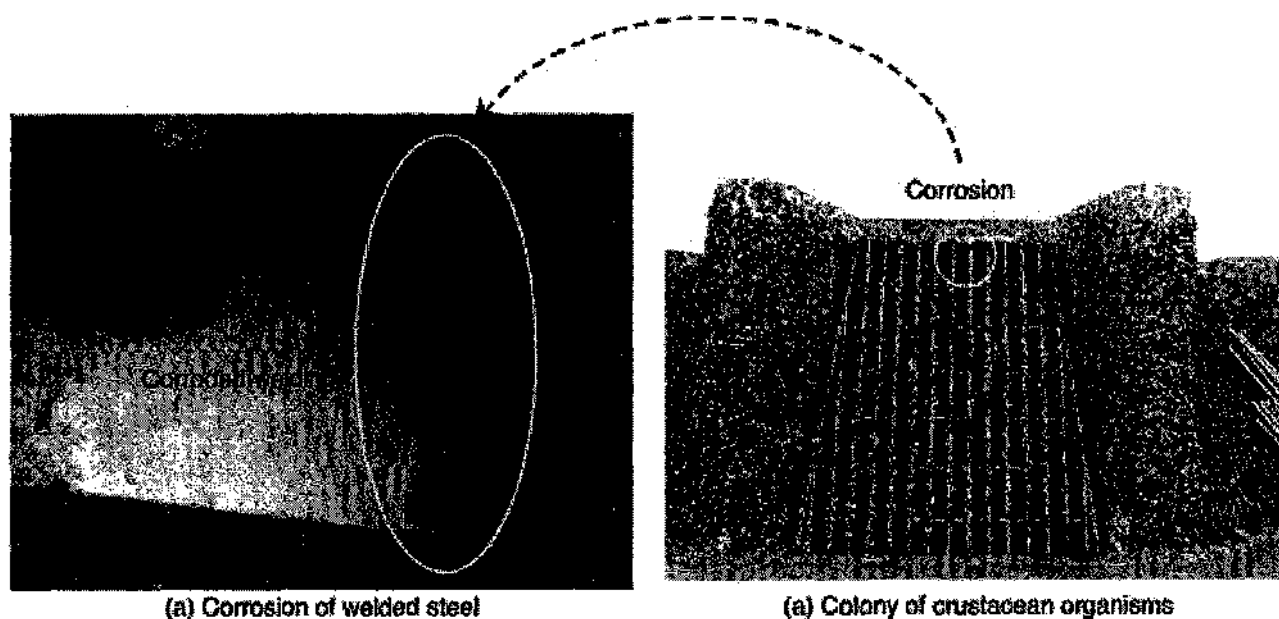 Corrosion
(a) Corrosion of welded steel
(a) Colony of crustacean organisms